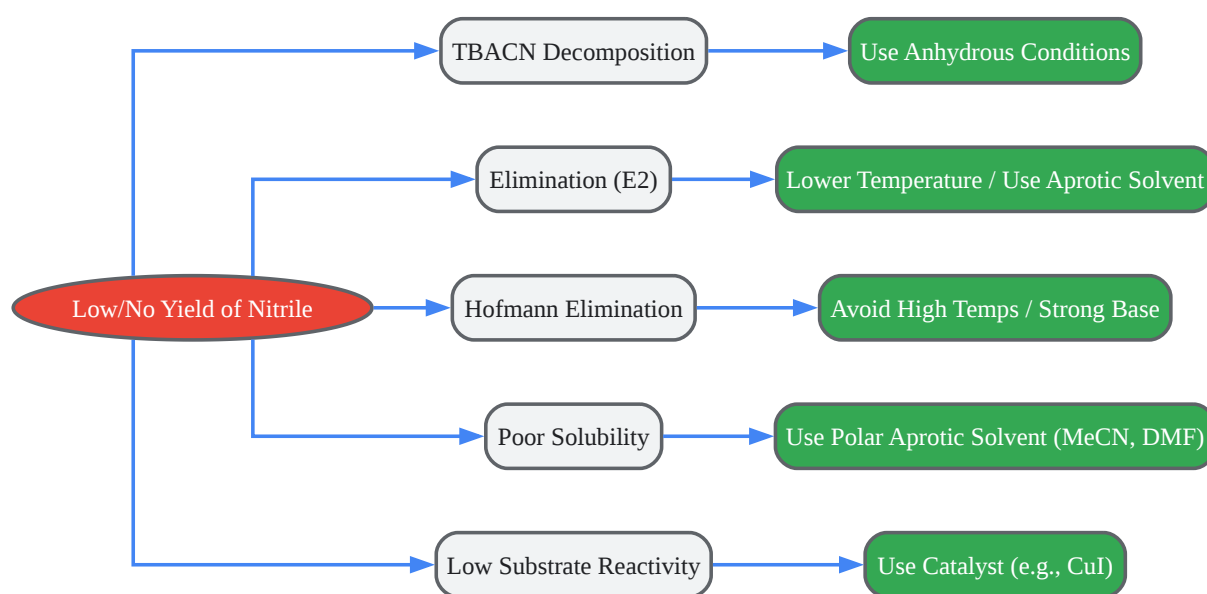 TBACN Decomposition
Use Anhydrous Conditions
Elimination (E2)
Lower Temperature / Use Aprotic Solvent
Low/No Yield of Nitrile
Hofmann Elimination
Avoid High Temps / Strong Base
Poor Solubility
Use Polar Aprotic Solvent (MeCN, DMF)
Low Substrate Reactivity
Use Catalyst (e.g., CuI)